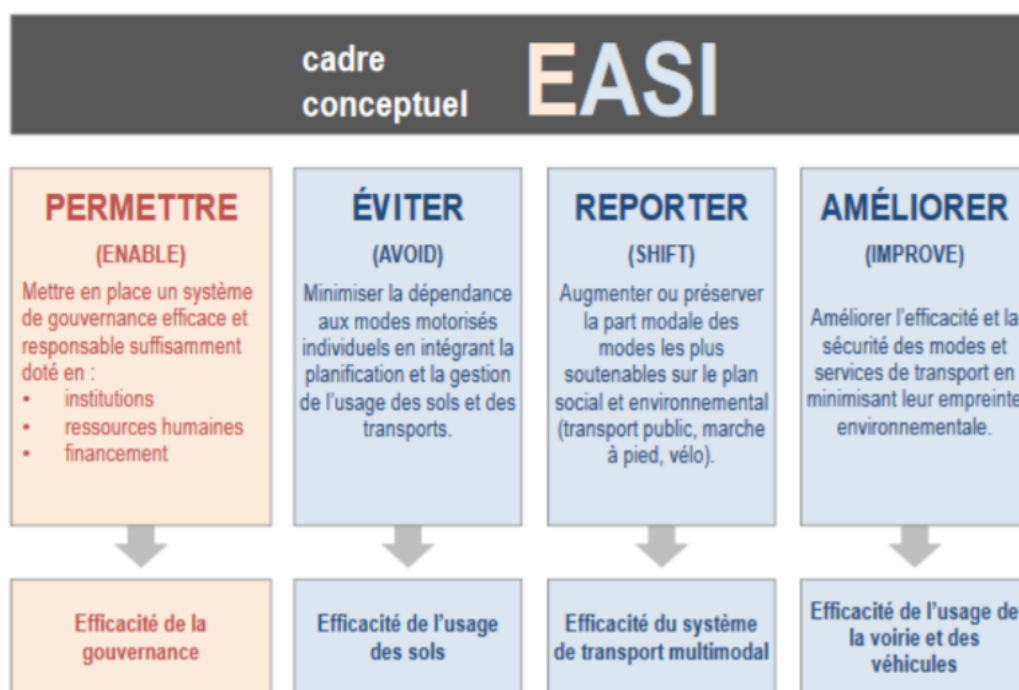 cadre
conceptuel
EASI
PERMETTRE
(ENABLE)
Mettre en place un système
de gouvernance efficace et
responsable suffisamment
doté en :
• institutions
• ressources humaines
• financement
ÉVITER
(AVOID)
Minimiser la dépendance
aux modes motorisés
individuels en intégrant la
planification et la gestion
de l'usage des sols et des
transports.
REPORTER
(SHIFT)
Augmenter ou préserver
la part modale des
modes les plus
soutenables sur le plan
social et environnemental
(transport public, marche
à pied, vélo).
AMÉLIORER
(IMPROVE)
Améliorer l'efficacité et la
sécurité des modes et
services de transport en
minimisant leur empreinte
environnementale.
Efficacité de la
gouvernance
Efficacité de l'usage
des sols
Efficacité du système
de transport multimodal
Efficacité de l'usage de
la voirie et des
véhicules